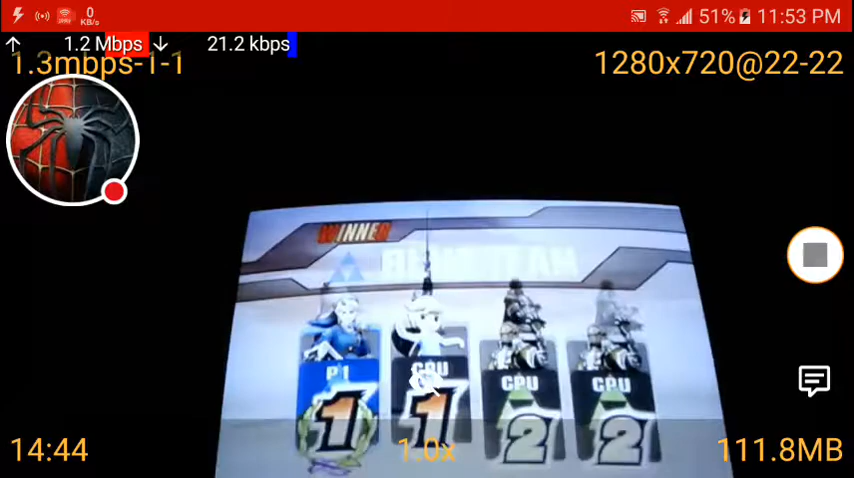 0
KB/s
51% 11:53 PM
1.2 Mbps 21.2 kbps
1.3mbps-1-1 1280x720@22-22
WINNER
P1 CPU CPU CPU
1 1 2 2
14:44 1.0x 111.8MB